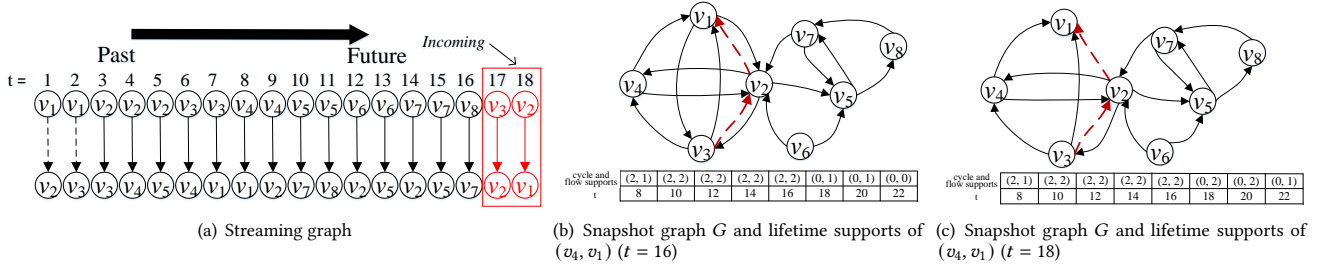 Incoming
Past Future
t = 1 2 3 4 5 6 7 8 9 10 11 12 13 14 15 16 17 18
v₁ v₁ v₂ v₂ v₂ v₃ v₃ v₄ v₄ v₅ v₅ v₆ v₆ v₇ v₇ v₈ v₃ v₂
v₂ v₃ v₃ v₄ v₅ v₄ v₁ v₁ v₂ v₇ v₈ v₂ v₅ v₂ v₅ v₇ v₂ v₁
(a) Streaming graph
v₁
v₇ v₈
v₄ v₂ v₅
v₃ v₆
cycle and
flow supports (2, 1) (2, 2) (2, 2) (2, 2) (2, 2) (0, 1) (0, 1) (0, 0)
t 8 10 12 14 16 18 20 22
(b) Snapshot graph G and lifetime supports of
(v₄, v₁) (t = 16)
v₁
v₇ v₈
v₄ v₂ v₅
v₃ v₆
cycle and
flow supports (2, 1) (2, 2) (2, 2) (2, 2) (2, 2) (0, 2) (0, 2) (0, 1)
t 8 10 12 14 16 18 20 22
(c) Snapshot graph G and lifetime supports of
(v₄, v₁) (t = 18)